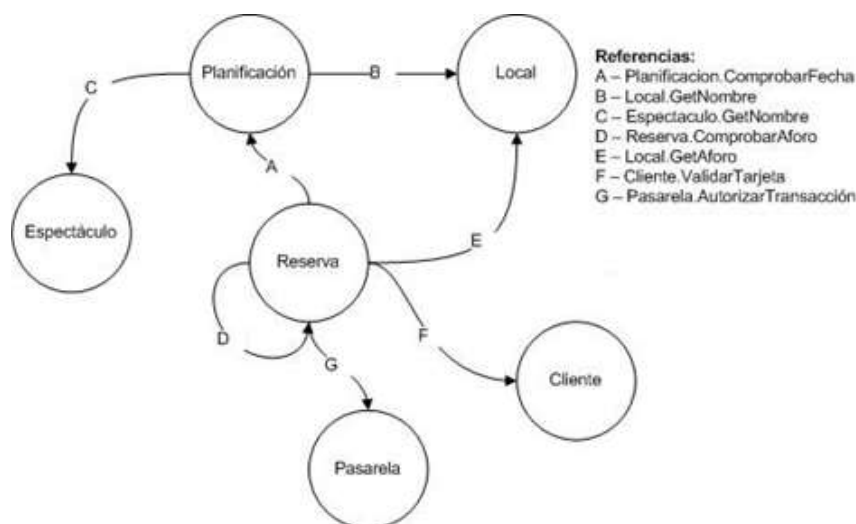 Planificación
B
Local
C
A
Espectáculo
Reserva
E
D
G
F
Cliente
Pasarela
Referencias:
A – Planificacion.ComprobarFecha
B – Local.GetNombre
C – Espectaculo.GetNombre
D – Reserva.ComprobarAforo
E – Local.GetAforo
F – Cliente.ValidarTarjeta
G – Pasarela.AutorizarTransacción